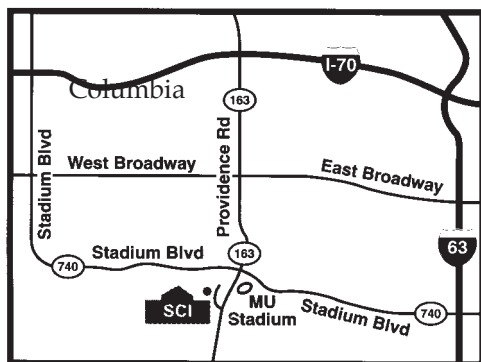 I-70
Columbia
163
Stadium Blvd
Providence Rd
West Broadway
East Broadway
63
Stadium Blvd
163
740
SCI
MU
Stadium
Stadium Blvd
740